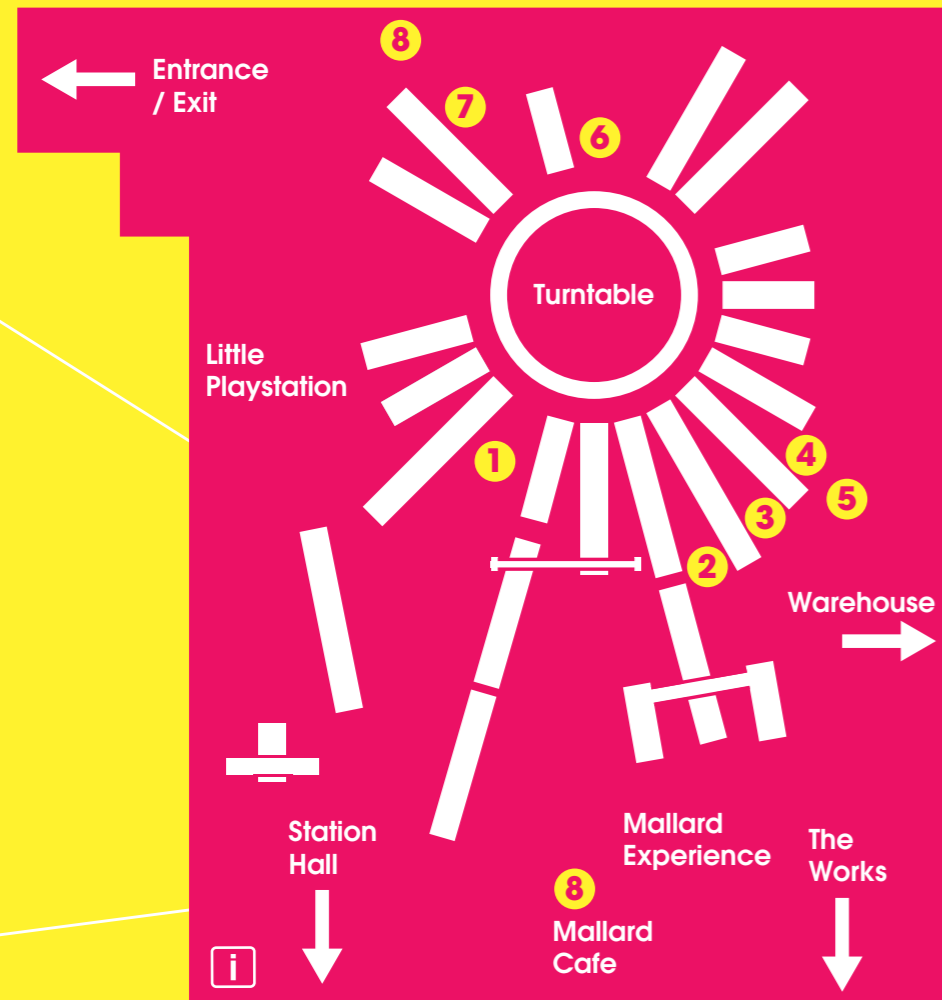 8
Entrance
/ Exit
7
6
Turntable
Little
Playstation
1
4
5
3
2
Warehouse
Station
Hall
Mallard
Experience
The
Works
8
Mallard
Cafe
i